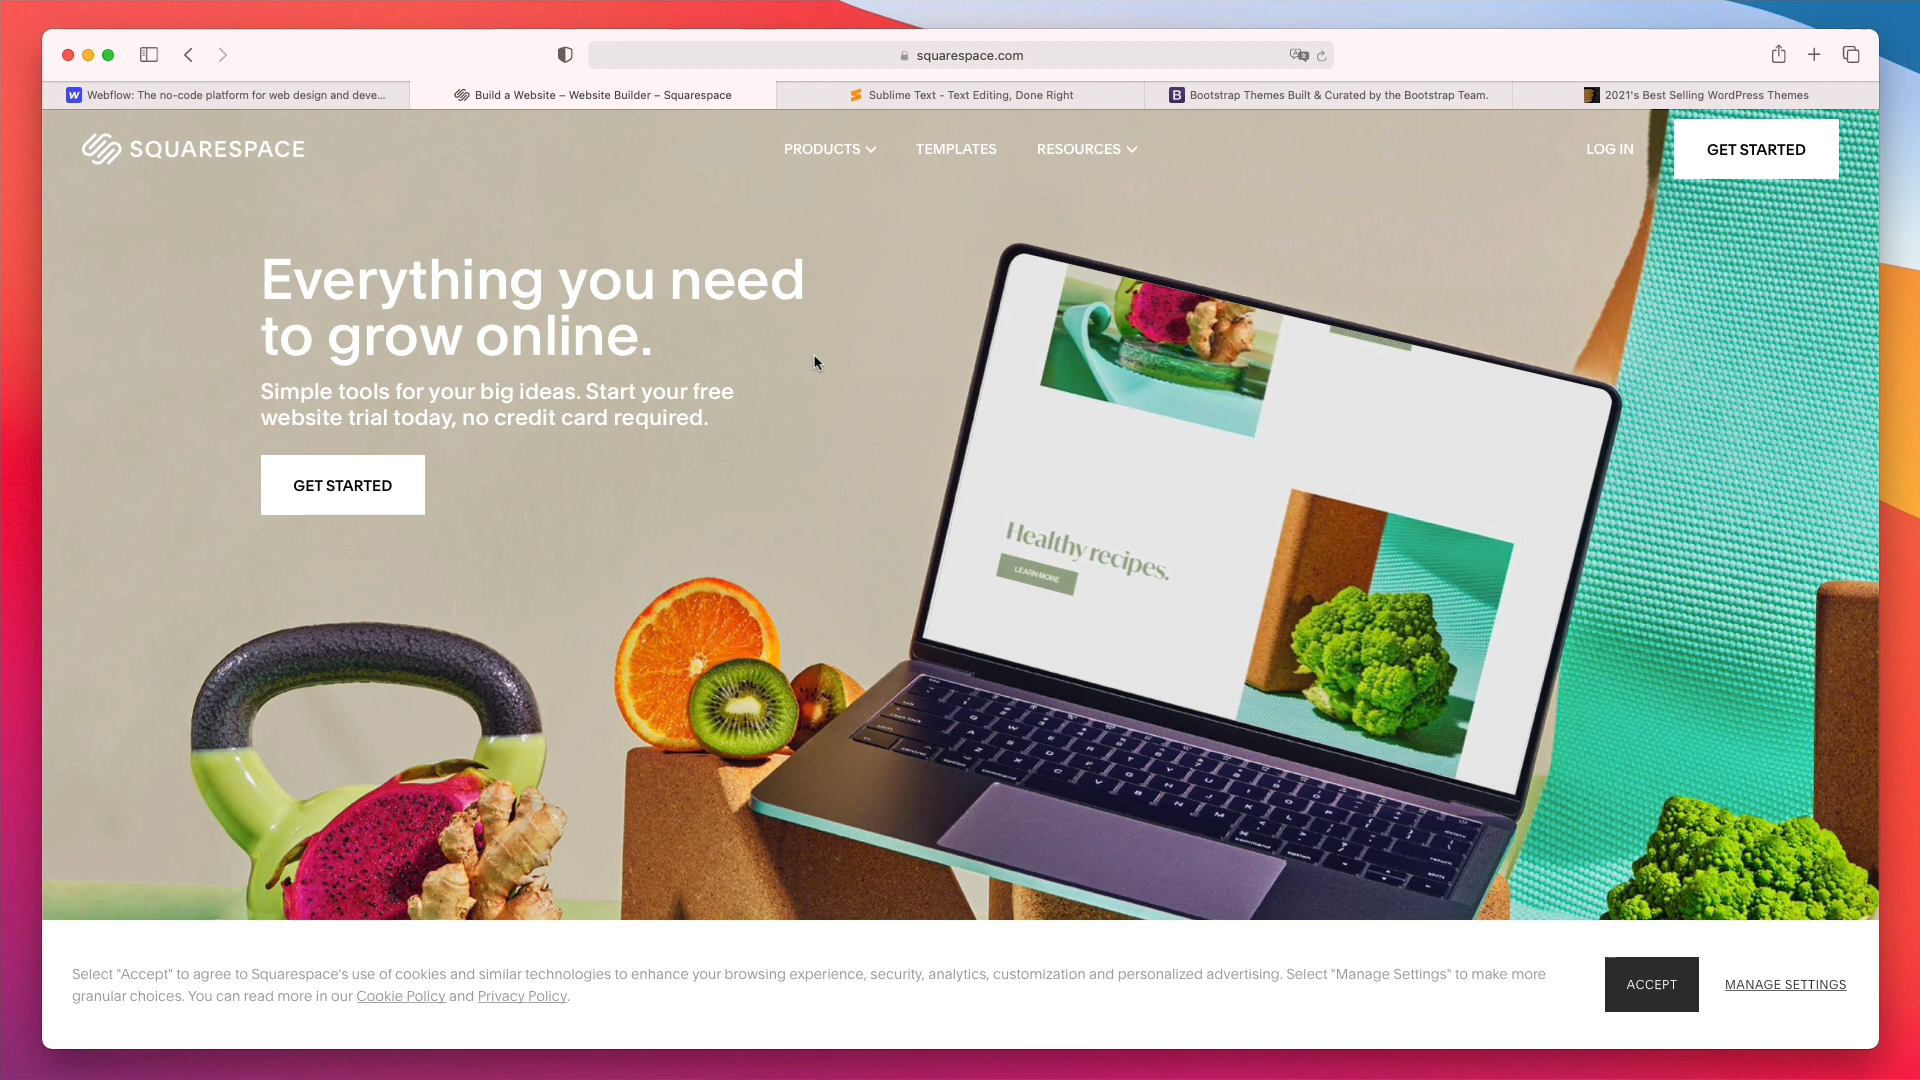 squarespace.com
Webflow: The no-code platform for web design and deve...
Build a Website – Website Builder – Squarespace
Sublime Text - Text Editing, Done Right
Bootstrap Themes Built & Curated by the Bootstrap Team.
2021's Best Selling WordPress Themes
SQUARESPACE
PRODUCTS
TEMPLATES
RESOURCES
LOG IN
GET STARTED
Everything you need
to grow online.
Simple tools for your big ideas. Start your free
website trial today, no credit card required.
GET STARTED
Healthy recipes.
LEARN MORE
Select "Accept" to agree to Squarespace's use of cookies and similar technologies to enhance your browsing experience, security, analytics, customization and personalized advertising. Select "Manage Settings" to make more
granular choices. You can read more in our Cookie Policy and Privacy Policy.
ACCEPT
MANAGE SETTINGS